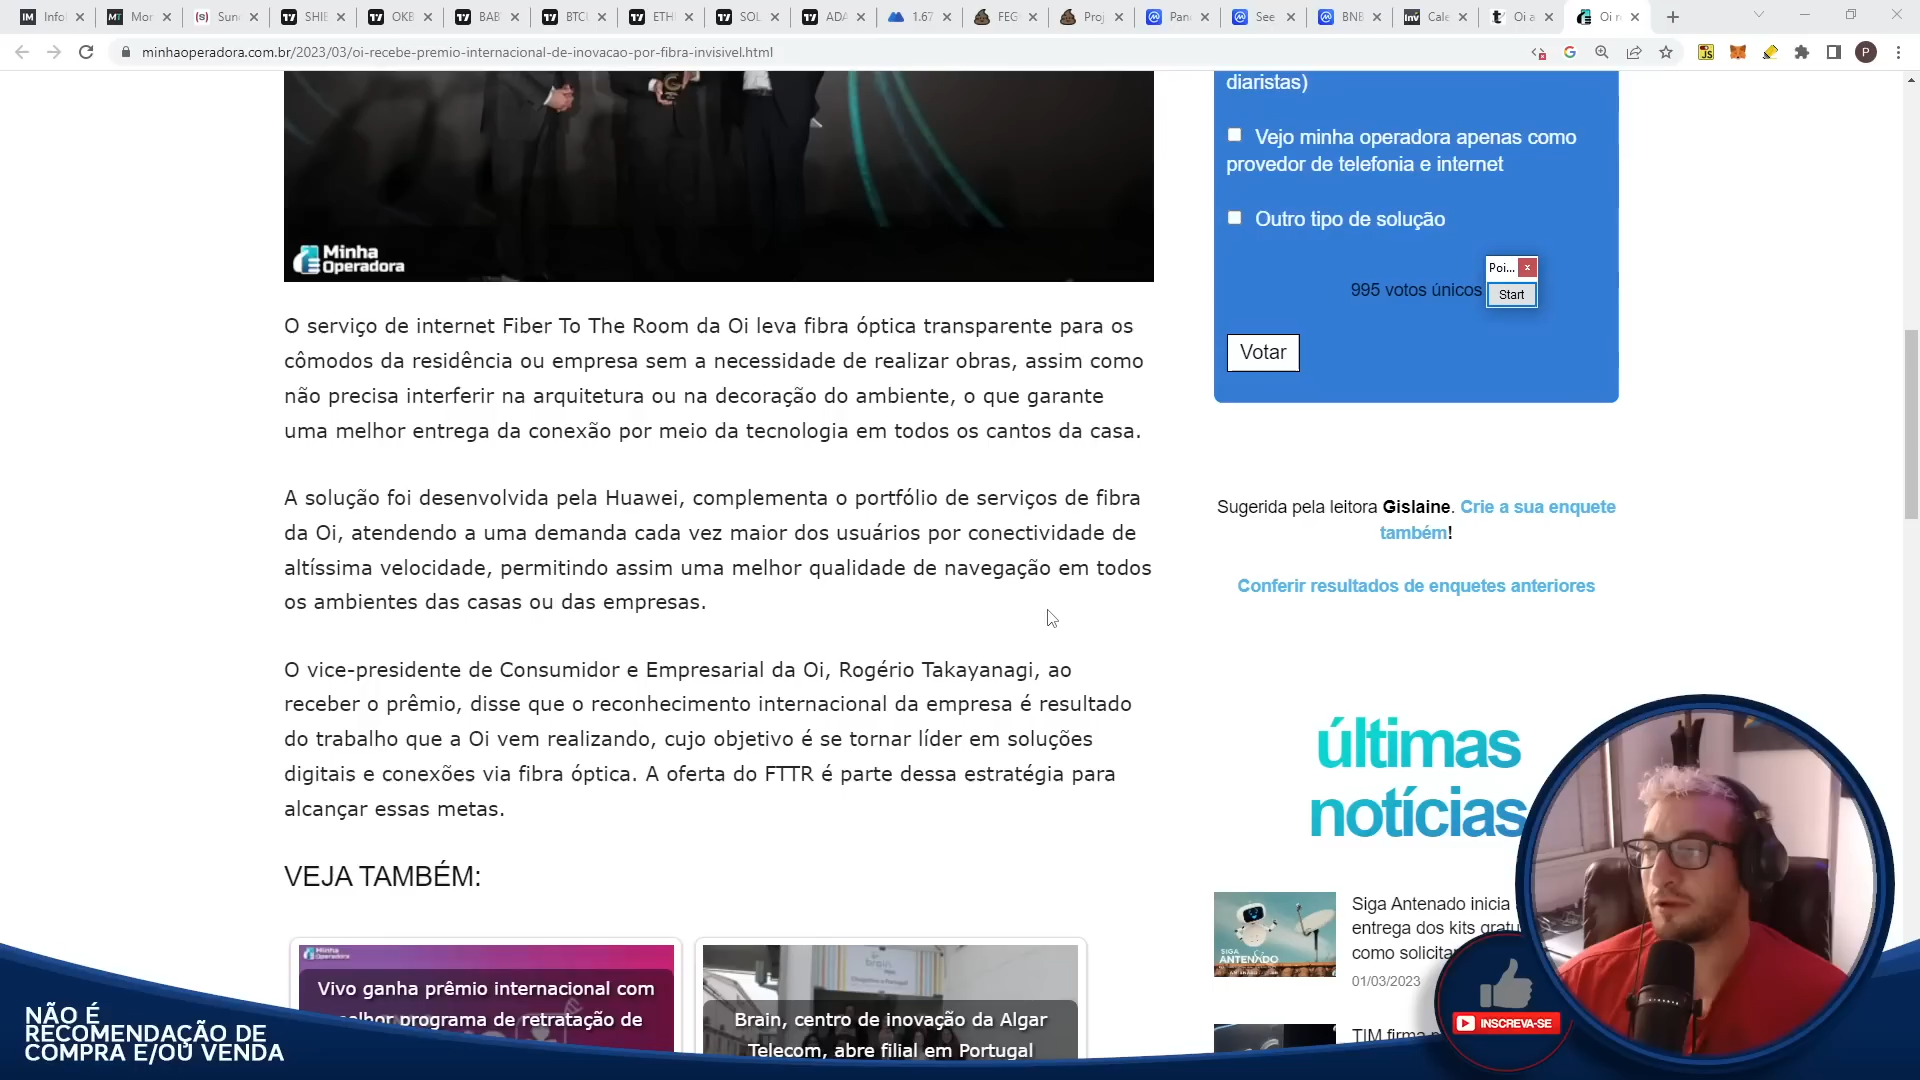 Info
Mor
Sun
SHIE
OKB
BAB
BTC
ETH
SOL
ADA
1.67
FEG
Proj
Pan
See
BNB
Cale
Oi a
Oi r
minhaoperadora.com.br/2023/03/oi-recebe-premio-internacional-de-inovacao-por-fibra-invisivel.html
P
diaristas)
Vejo minha operadora apenas como
provedor de telefonia e internet
Outro tipo de solução
Poi...
995 votos únicos
Start
Votar
Minha
Operadora
O serviço de internet Fiber To The Room da Oi leva fibra óptica transparente para os
cômodos da residência ou empresa sem a necessidade de realizar obras, assim como
não precisa interferir na arquitetura ou na decoração do ambiente, o que garante
uma melhor entrega da conexão por meio da tecnologia em todos os cantos da casa.
A solução foi desenvolvida pela Huawei, complementa o portfólio de serviços de fibra
da Oi, atendendo a uma demanda cada vez maior dos usuários por conectividade de
altíssima velocidade, permitindo assim uma melhor qualidade de navegação em todos
os ambientes das casas ou das empresas.
O vice-presidente de Consumidor e Empresarial da Oi, Rogério Takayanagi, ao
receber o prêmio, disse que o reconhecimento internacional da empresa é resultado
do trabalho que a Oi vem realizando, cujo objetivo é se tornar líder em soluções
digitais e conexões via fibra óptica. A oferta do FTTR é parte dessa estratégia para
alcançar essas metas.
VEJA TAMBÉM:
Minha
Operadora
Vivo ganha prêmio internacional com
programa de retratação de
Brain, centro de inovação da Algar
Telecom, abre filial em Portugal
Sugerida pela leitora Gislaine. Crie a sua enquete
também!
Conferir resultados de enquetes anteriores
últimas
notícias
SIGA
ANTENADO
Siga Antenado inicia
entrega dos kits
como
01/03/2023
TIM firma
NÃO É
RECOMENDAÇÃO DE
COMPRA E/OU VENDA
INSCREVA-SE